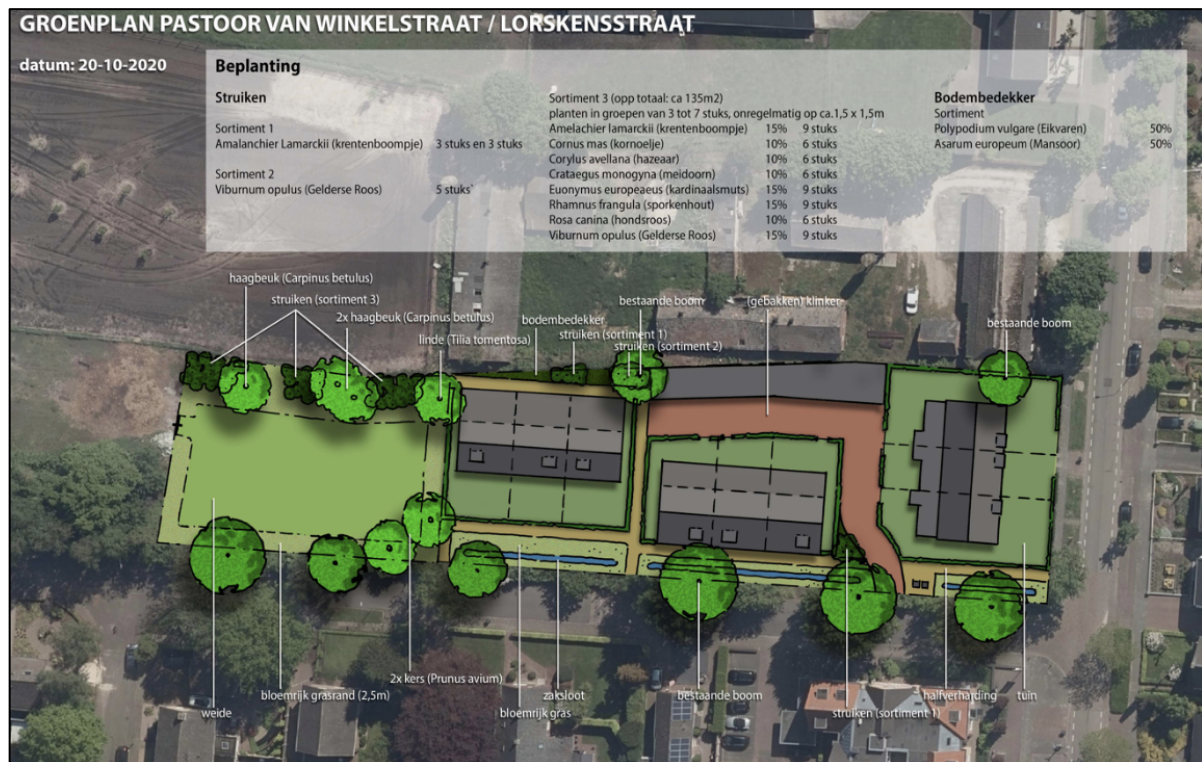 GROENPLAN PASTOOR VAN WINKELSTRAAT / LORSKENSSTRAAT
datum: 20-10-2020
Beplanting
Struiken
Sortiment 1
Amalanchier Lamarckii (krentenboompje) 3 stuks en 3 stuks
Sortiment 2
Viburnum opulus (Gelderse Roos) 5 stuks`
Sortiment 3 (opp totaal: ca 135m2)
planten in groepen van 3 tot 7 stuks, onregelmatig op ca.1,5 x 1,5m
Amelachier lamarckii (krentenboompje) 15% 9 stuks
Cornus mas (kornoelje) 10% 6 stuks
Corylus avellana (hazeaar) 10% 6 stuks
Crataegus monogyna (meidoorn) 10% 6 stuks
Euonymus europaeus (kardinaalsmuts) 15% 9 stuks
Rhamnus frangula (sporkenhout) 15% 9 stuks
Rosa canina (hondsroos) 10% 6 stuks
Viburnum opulus (Gelderse Roos) 15% 9 stuks
Bodembedekker
Sortiment
Polypodium vulgare (Eikvaren) 50%
Asarum europeum (Mansoor) 50%
haagbeuk (Carpinus betulus)
struiken (sortiment 3)
2x haagbeuk (Carpinus betulus)
linde (Tilia tomentosa)
bodembedekker
struiken (sortiment 1)
struiken (sortiment 2)
bestaande boom
(gebakken) klinker
bestaande boom
weide
bloemrijk grasrand (2,5m)
2x kers (Prunus avium)
bloemrijk gras
zaksloot
bestaande boom
struiken (sortiment 1)
halfverharding
tuin